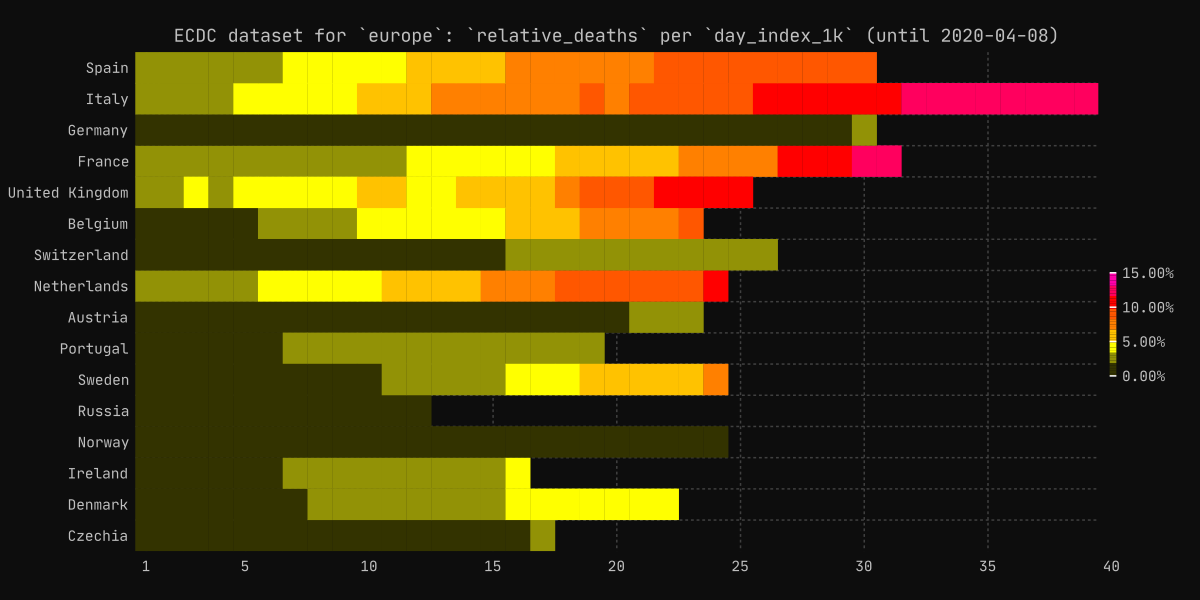 ECDC dataset for `europe`: `relative_deaths` per `day_index_1k` (until 2020-04-08)
Spain
Italy
Germany
France
United Kingdom
Belgium
Switzerland
Netherlands
Austria
Portugal
Sweden
Russia
Norway
Ireland
Denmark
Czechia
1 5 10 15 20 25 30 35 40
15.00%
10.00%
5.00%
0.00%